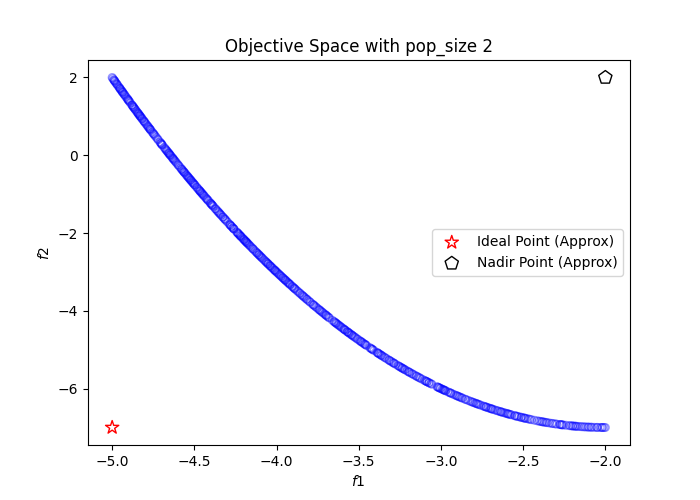 Objective Space with pop_size 2
2
0
−2
−4
−6
f2
Ideal Point (Approx)
Nadir Point (Approx)
−5.0 −4.5 −4.0 −3.5 −3.0 −2.5 −2.0
f1